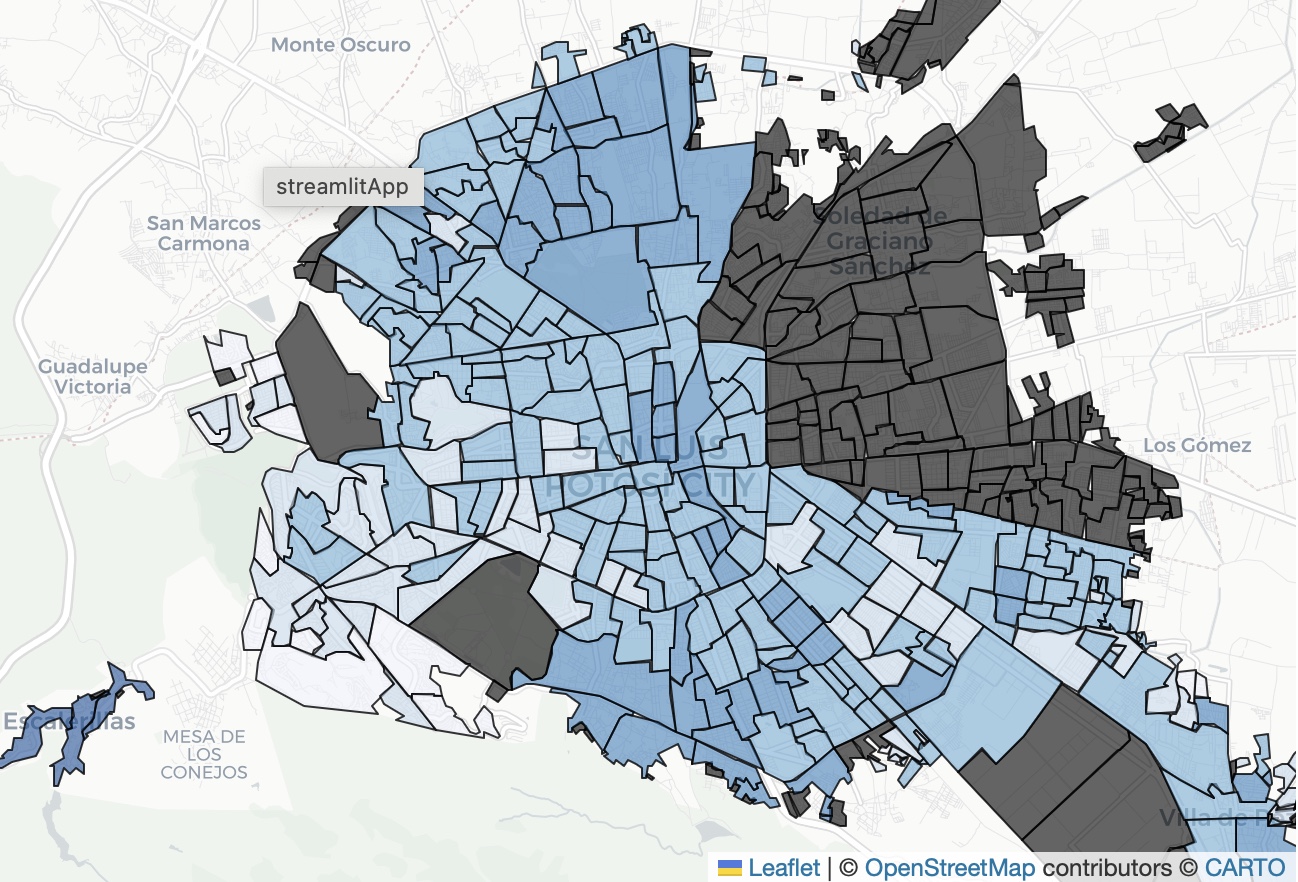 Monte Oscuro
streamlitApp
San Marcos
Carmona
Soledad de
Graciano
Sánchez
Guadalupe
Victoria
SAN LUIS
POTOSÍ CITY
Los Gómez
Escalerillas
MESA DE
LOS
CONEJOS
Villa de
Leaflet | © OpenStreetMap contributors © CARTO